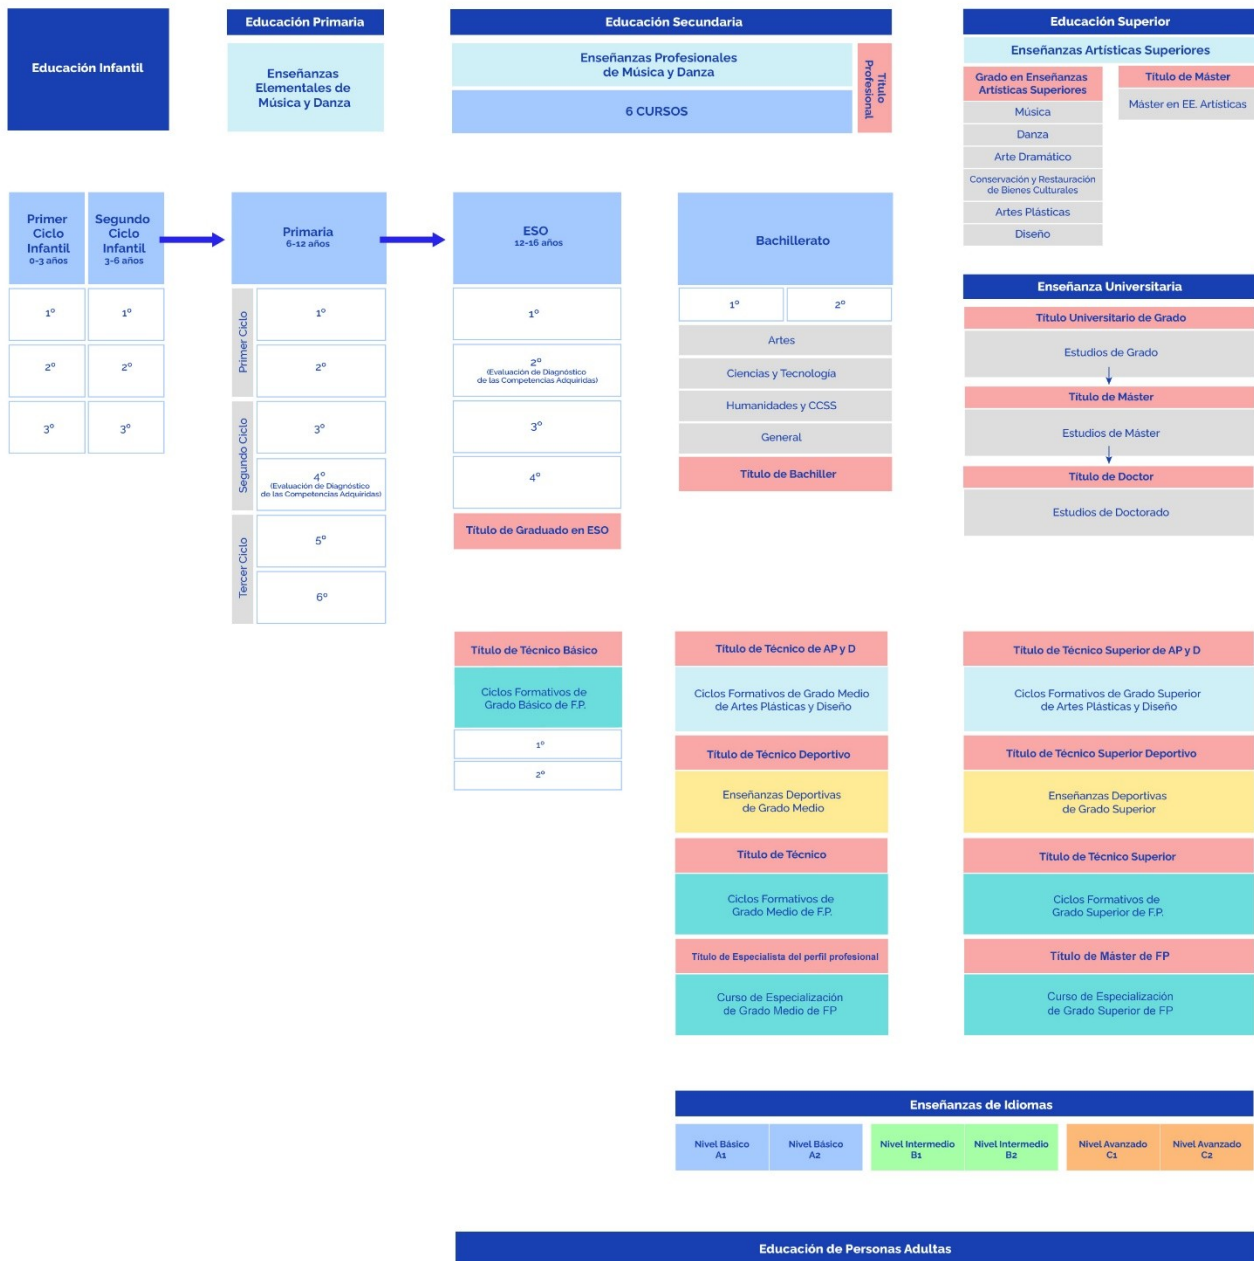 Educación Infantil
Educación Primaria
Enseñanzas
Elementales de
Música y Danza
Educación Secundaria
Enseñanzas Profesionales
de Música y Danza
6 CURSOS
Título
Profesional
Educación Superior
Enseñanzas Artísticas Superiores
Grado en Enseñanzas
Artísticas Superiores
Música
Danza
Arte Dramático
Conservación y Restauración
de Bienes Culturales
Artes Plásticas
Diseño
Título de Máster
Máster en EE. Artísticas
Primer
Ciclo
Infantil
0-3 años
1º
2º
3º
Segundo
Ciclo
Infantil
3-6 años
1º
2º
3º
Primaria
6-12 años
Primer Ciclo
1º
2º
Segundo Ciclo
3º
4º
(Evaluación de Diagnóstico
de las Competencias Adquiridas)
Tercer Ciclo
5º
6º
ESO
12-16 años
1º
2º
(Evaluación de Diagnóstico
de las Competencias Adquiridas)
3º
4º
Título de Graduado en ESO
Bachillerato
1º
2º
Artes
Ciencias y Tecnología
Humanidades y CCSS
General
Título de Bachiller
Enseñanza Universitaria
Título Universitario de Grado
Estudios de Grado
Título de Máster
Estudios de Máster
Título de Doctor
Estudios de Doctorado
Título de Técnico Básico
Ciclos Formativos de
Grado Básico de F.P.
1º
2º
Título de Técnico de AP y D
Ciclos Formativos de Grado Medio
de Artes Plásticas y Diseño
Título de Técnico Deportivo
Enseñanzas Deportivas
de Grado Medio
Título de Técnico
Ciclos Formativos de
Grado Medio de F.P.
Título de Especialista del perfil profesional
Curso de Especialización
de Grado Medio de FP
Título de Técnico Superior de AP y D
Ciclos Formativos de Grado Superior
de Artes Plásticas y Diseño
Título de Técnico Superior Deportivo
Enseñanzas Deportivas
de Grado Superior
Título de Técnico Superior
Ciclos Formativos de
Grado Superior de F.P.
Título de Máster de FP
Curso de Especialización
de Grado Superior de FP
Enseñanzas de Idiomas
Nivel Básico
A1
Nivel Básico
A2
Nivel Intermedio
B1
Nivel Intermedio
B2
Nivel Avanzado
C1
Nivel Avanzado
C2
Educación de Personas Adultas